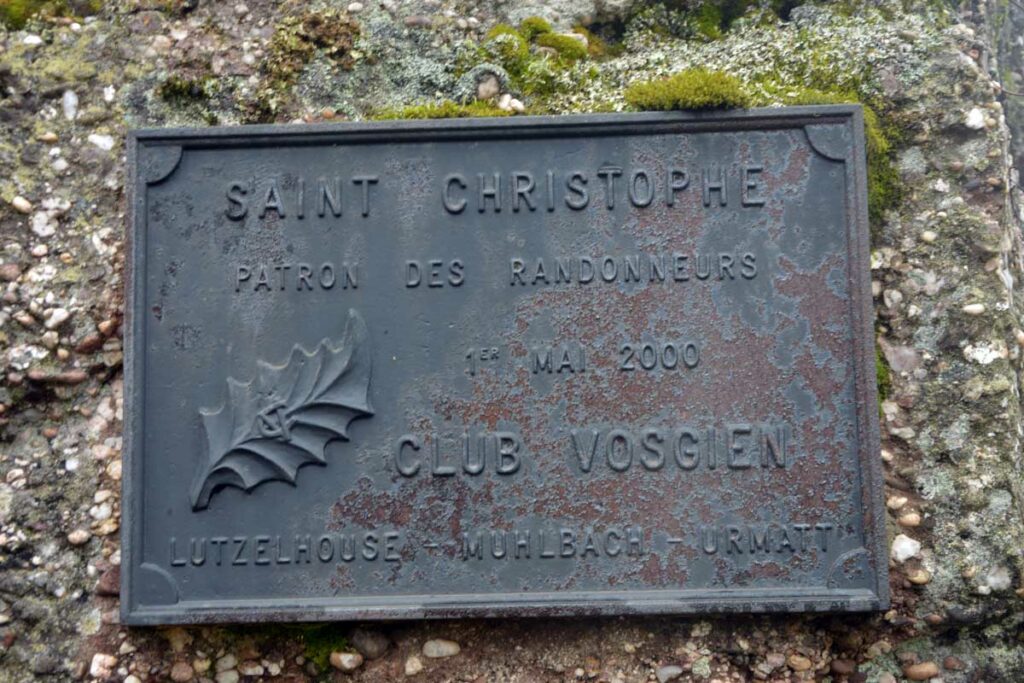 SAINT CHRISTOPHE
PATRON DES RANDONNEURS
1ER MAI 2000
CLUB VOSGIEN
LUTZELHOUSE - MUHLBACH - URMATT